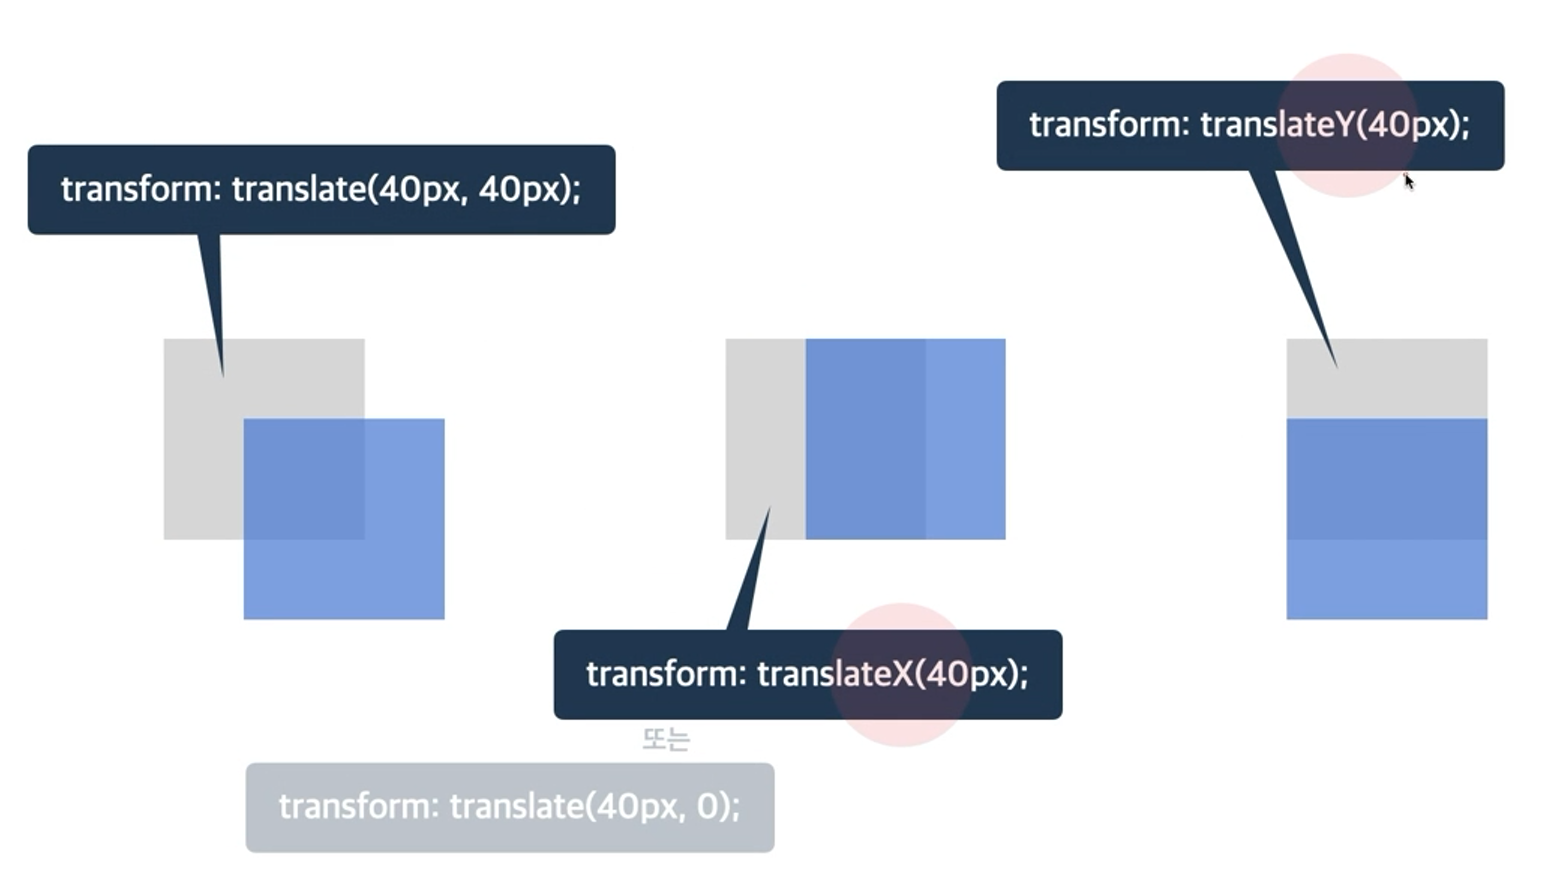 transform: translateY(40px);
transform: translate(40px, 40px);
transform: translateX(40px);
또는
transform: translate(40px, 0);